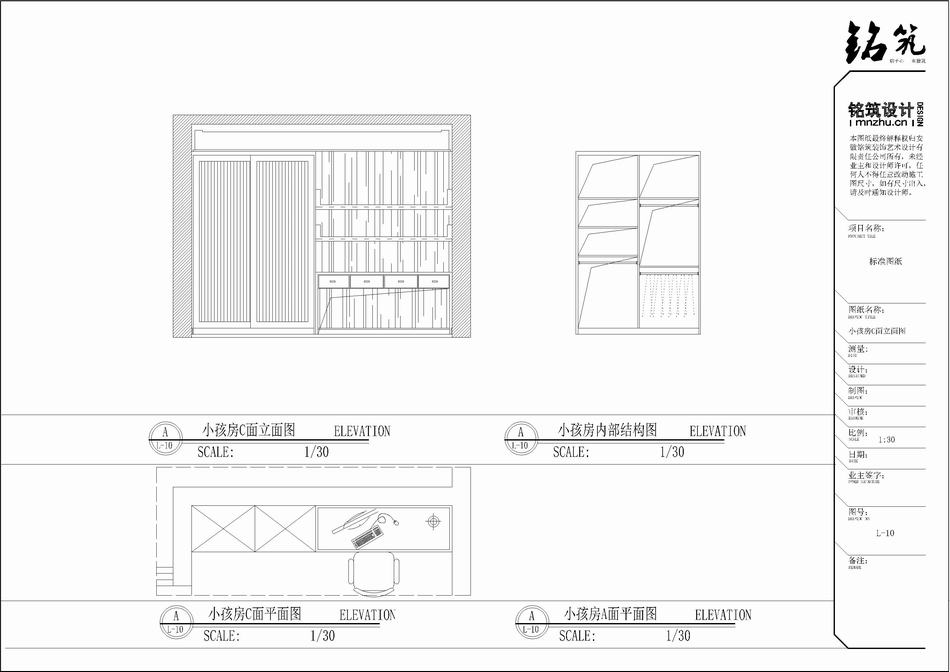 铭筑
铭筑设计
DESIGN
mnzhu.cn
本图纸最终解释权归安
徽铭筑装饰艺术设计有
限责任公司所有，未经
业主和设计师许可，任
何人不得任意改动施工
图尺寸，如有尺寸出入，
请及时通知设计师。
项目名称：
标准图纸
图纸名称：
小孩房C面立面图
测量：
设计：
制图：
审核：
比例：
1:30
日期：
业主签字：
图号：
L-10
备注：
A
L-10
小孩房C面立面图 ELEVATION
SCALE: 1/30
A
L-10
小孩房内部结构图 ELEVATION
SCALE: 1/30
A
L-10
小孩房C面平面图 ELEVATION
SCALE: 1/30
A
L-10
小孩房A面平面图 ELEVATION
SCALE: 1/30